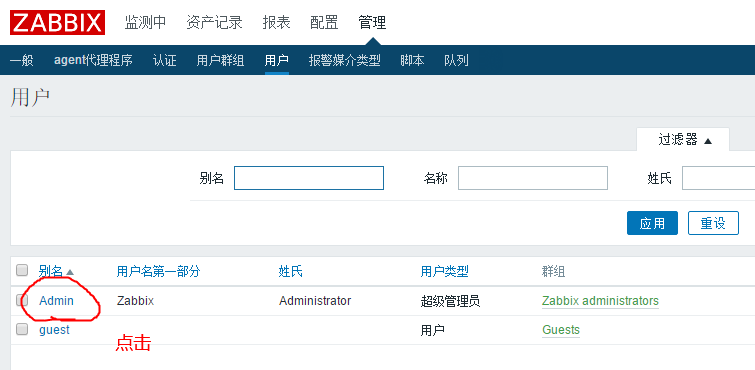 ZABBIX 监测中 资产记录 报表 配置 管理
一般 agent代理程序 认证 用户群组 用户 报警媒介类型 脚本 队列
用户
过滤器 ▲
别名 名称 姓氏
应用 重设
别名 ▲ 用户名第一部分 姓氏 用户类型 群组
Admin Zabbix Administrator 超级管理员 Zabbix administrators
guest 用户 Guests
点击